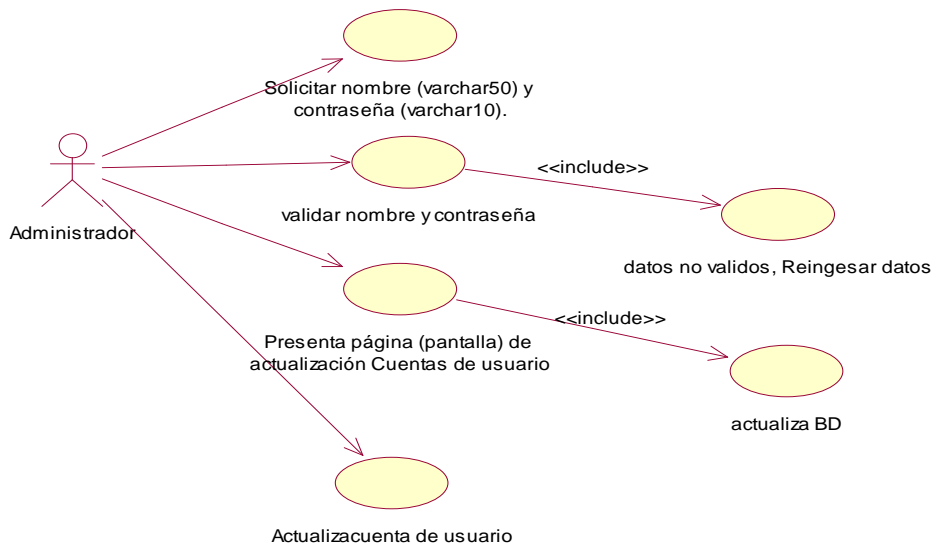 Solicitar nombre (varchar50) y
contraseña (varchar10).
<<include>>
validar nombre y contraseña
Administrador
datos no validos, Reingesar datos
<<include>>
Presenta página (pantalla) de
actualización Cuentas de usuario
actualiza BD
Actualizacuenta de usuario